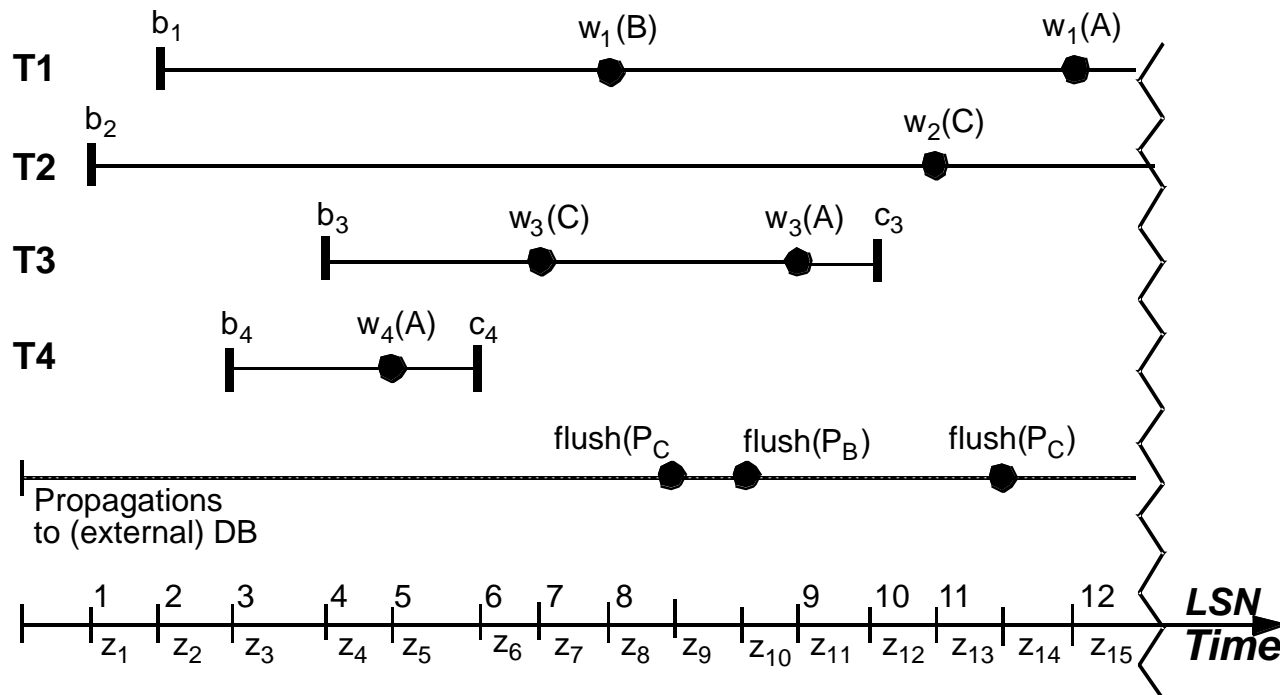 b1 w1(B) w1(A)
T1
b2 w2(C)
T2
b3 w3(C) w3(A) c3
T3
b4 w4(A) c4
T4
flush(PC flush(PB) flush(PC)
Propagations
to (external) DB
1 2 3 4 5 6 7 8 9 10 11 12 LSN
z1 z2 z3 z4 z5 z6 z7 z8 z9 z10 z11 z12 z13 z14 z15 Time